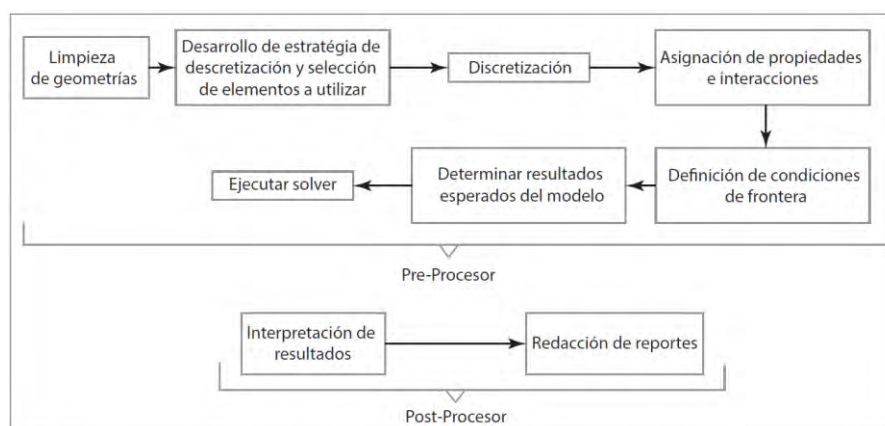 Limpieza
de geometrías
Desarrollo de estratégia de
descretización y selección
de elementos a utilizar
Discretización
Asignación de propiedades
e interacciones
Definición de condiciones
de frontera
Determinar resultados
esperados del modelo
Ejecutar solver
Pre-Procesor
Interpretación de
resultados
Redacción de reportes
Post-Procesor